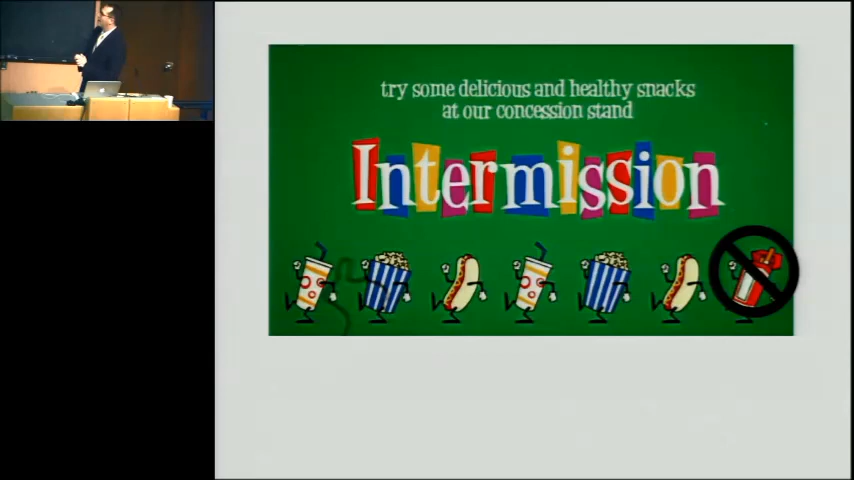 try some delicious and healthy snacks
at our concession stand
Intermission